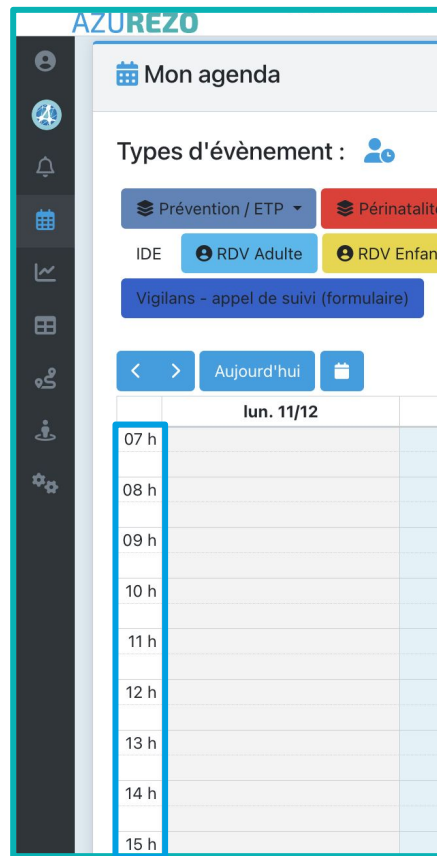 AZUREZO
Mon agenda
Types d'évènement :
Prévention / ETP
IDE RDV Adulte RDV
Vigilans - appel de suivi (formulaire)
Aujourd'hui
lun. 11/12
07 h
08 h
09 h
10 h
11 h
12 h
13 h
14 h
15 h